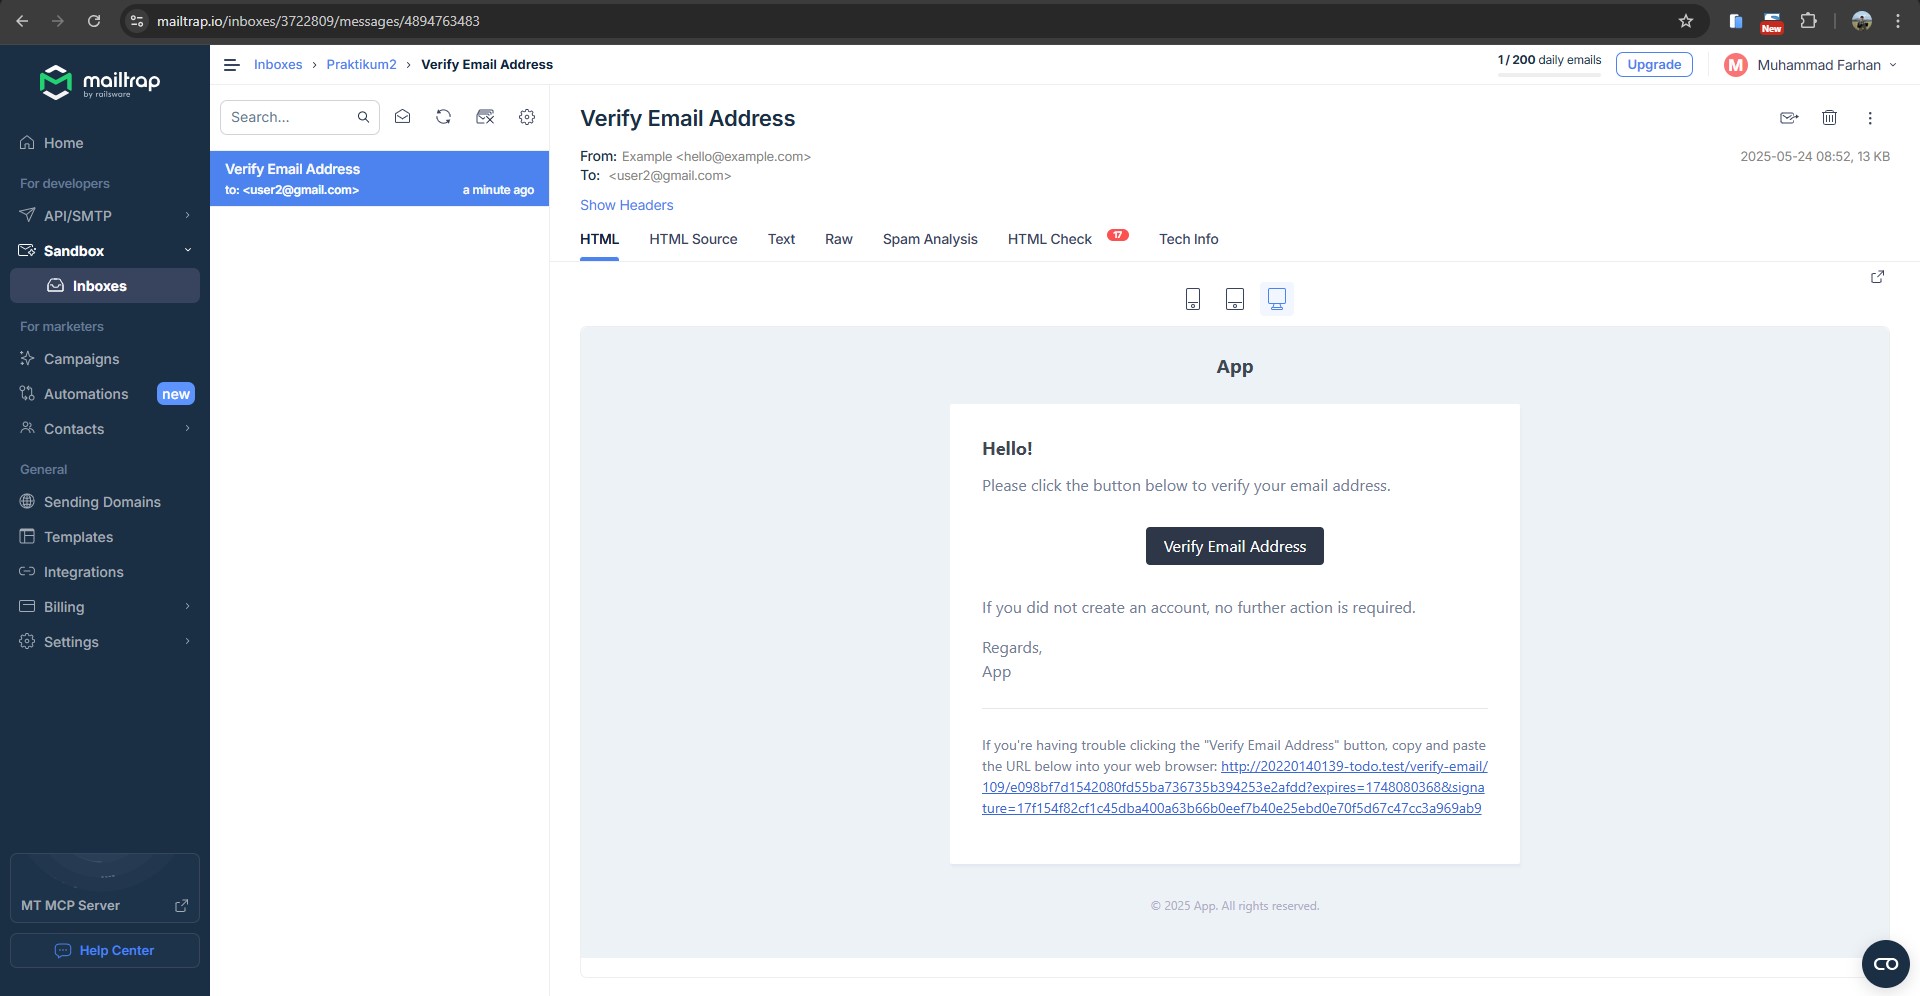 mailtrap.io/inboxes/3722809/messages/4894763483
New
mailtrap
by railsware
Home
For developers
API/SMTP
Sandbox
Inboxes
For marketers
Campaigns
Automations new
Contacts
General
Sending Domains
Templates
Integrations
Billing
Settings
MT MCP Server
Help Center
Inboxes › Praktikum2 › Verify Email Address
1 / 200 daily emails
Upgrade
M Muhammad Farhan
Search...
Verify Email Address
to: <user2@gmail.com> a minute ago
Verify Email Address
From: Example <hello@example.com>
2025-05-24 08:52, 13 KB
To: <user2@gmail.com>
Show Headers
HTML HTML Source Text Raw Spam Analysis HTML Check 17 Tech Info
App
Hello!
Please click the button below to verify your email address.
Verify Email Address
If you did not create an account, no further action is required.
Regards,
App
If you're having trouble clicking the "Verify Email Address" button, copy and paste
the URL below into your web browser: http://20220140139-todo.test/verify-email/
109/e098bf7d1542080fd55ba736735b394253e2afdd?expires=1748080368&signa
ture=17f154f82cf1c45dba400a63b66b0eef7b40e25ebd0e70f5d67c47cc3a969ab9
© 2025 App. All rights reserved.